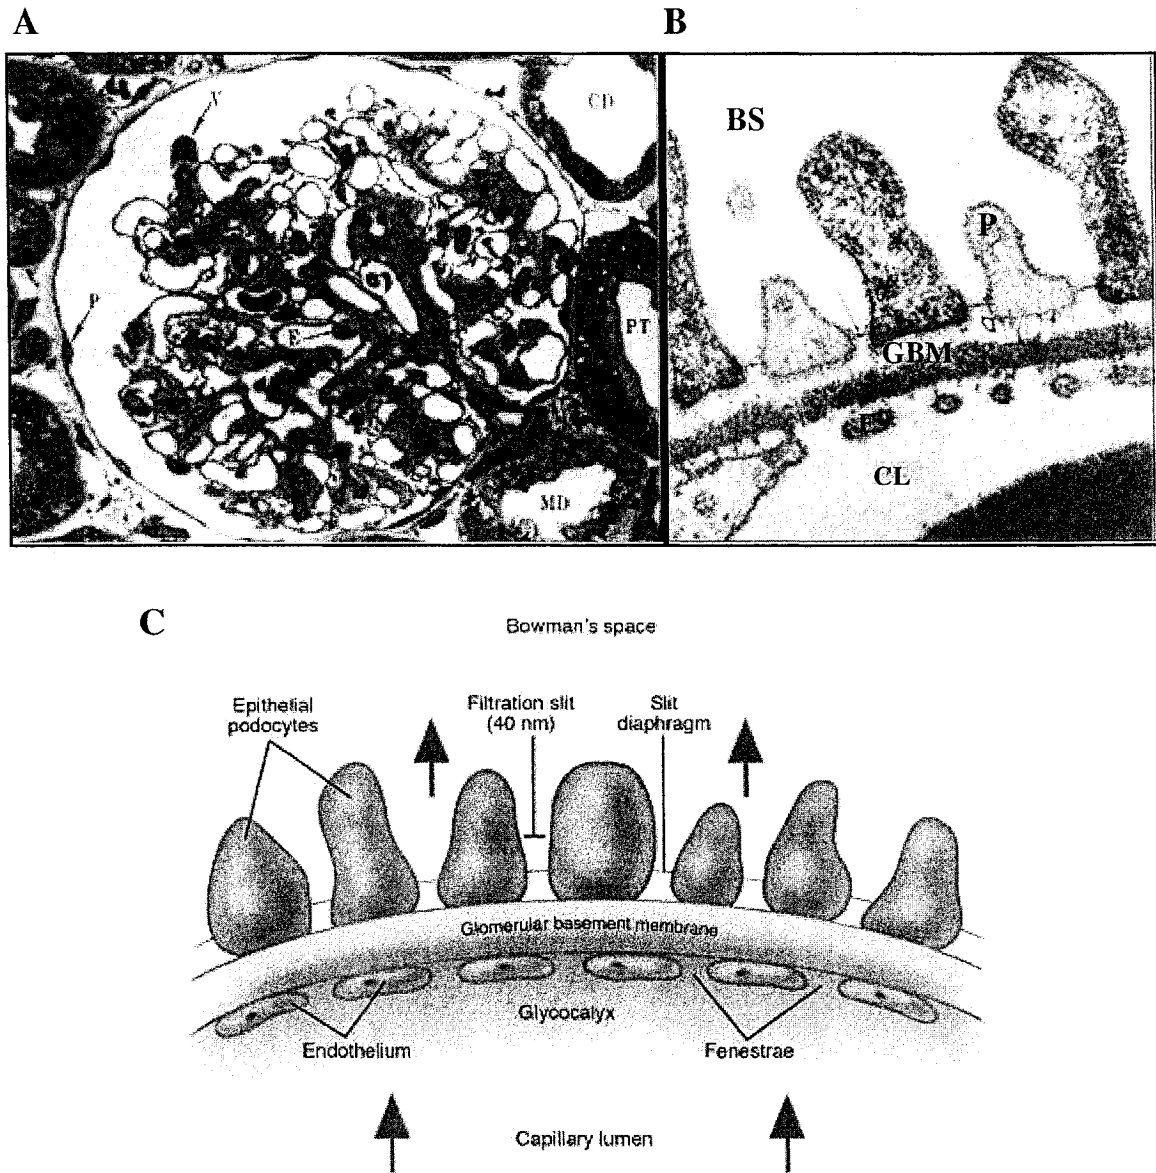 A
B
V
CD
P
E
PT
MD
BS
P
GBM
E
CL
C
Bowman's space
Epithelial
podocytes
Filtration slit
(40 nm)
Slit
diaphragm
Glomerular basement membrane
Glycocalyx
Endothelium
Fenestrae
Capillary lumen